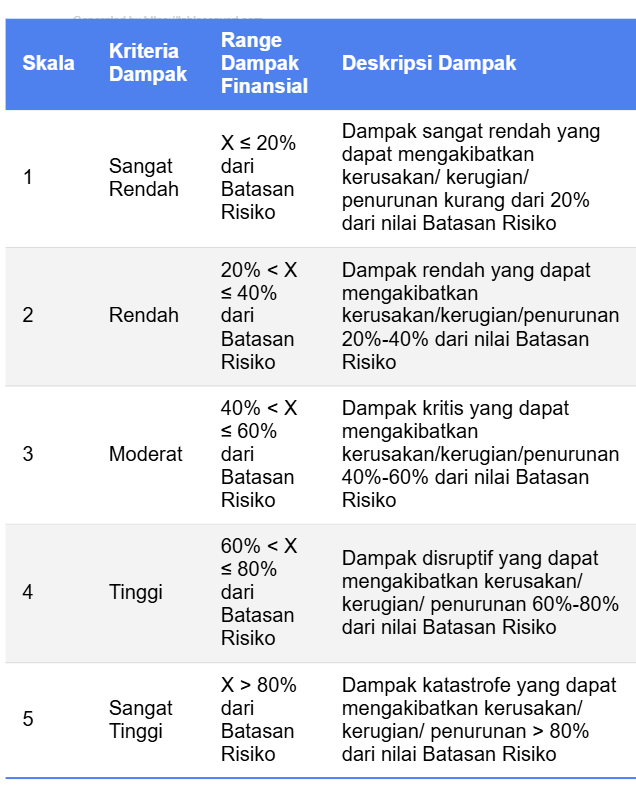 Skala
Kriteria
Dampak
Range
Dampak
Finansial
Deskripsi Dampak
1
Sangat
Rendah
X ≤ 20%
dari
Batasan
Risiko
Dampak sangat rendah yang
dapat mengakibatkan
kerusakan/ kerugian/
penurunan kurang dari 20%
dari nilai Batasan Risiko
2
Rendah
20% < X
≤ 40%
dari
Batasan
Risiko
Dampak rendah yang dapat
mengakibatkan
kerusakan/kerugian/penurunan
20%-40% dari nilai Batasan
Risiko
3
Moderat
40% < X
≤ 60%
dari
Batasan
Risiko
Dampak kritis yang dapat
mengakibatkan
kerusakan/kerugian/penurunan
40%-60% dari nilai Batasan
Risiko
4
Tinggi
60% < X
≤ 80%
dari
Batasan
Risiko
Dampak disruptif yang dapat
mengakibatkan kerusakan/
kerugian/ penurunan 60%-80%
dari nilai Batasan Risiko
5
Sangat
Tinggi
X > 80%
dari
Batasan
Risiko
Dampak katastrofe yang dapat
mengakibatkan kerusakan/
kerugian/ penurunan > 80%
dari nilai Batasan Risiko